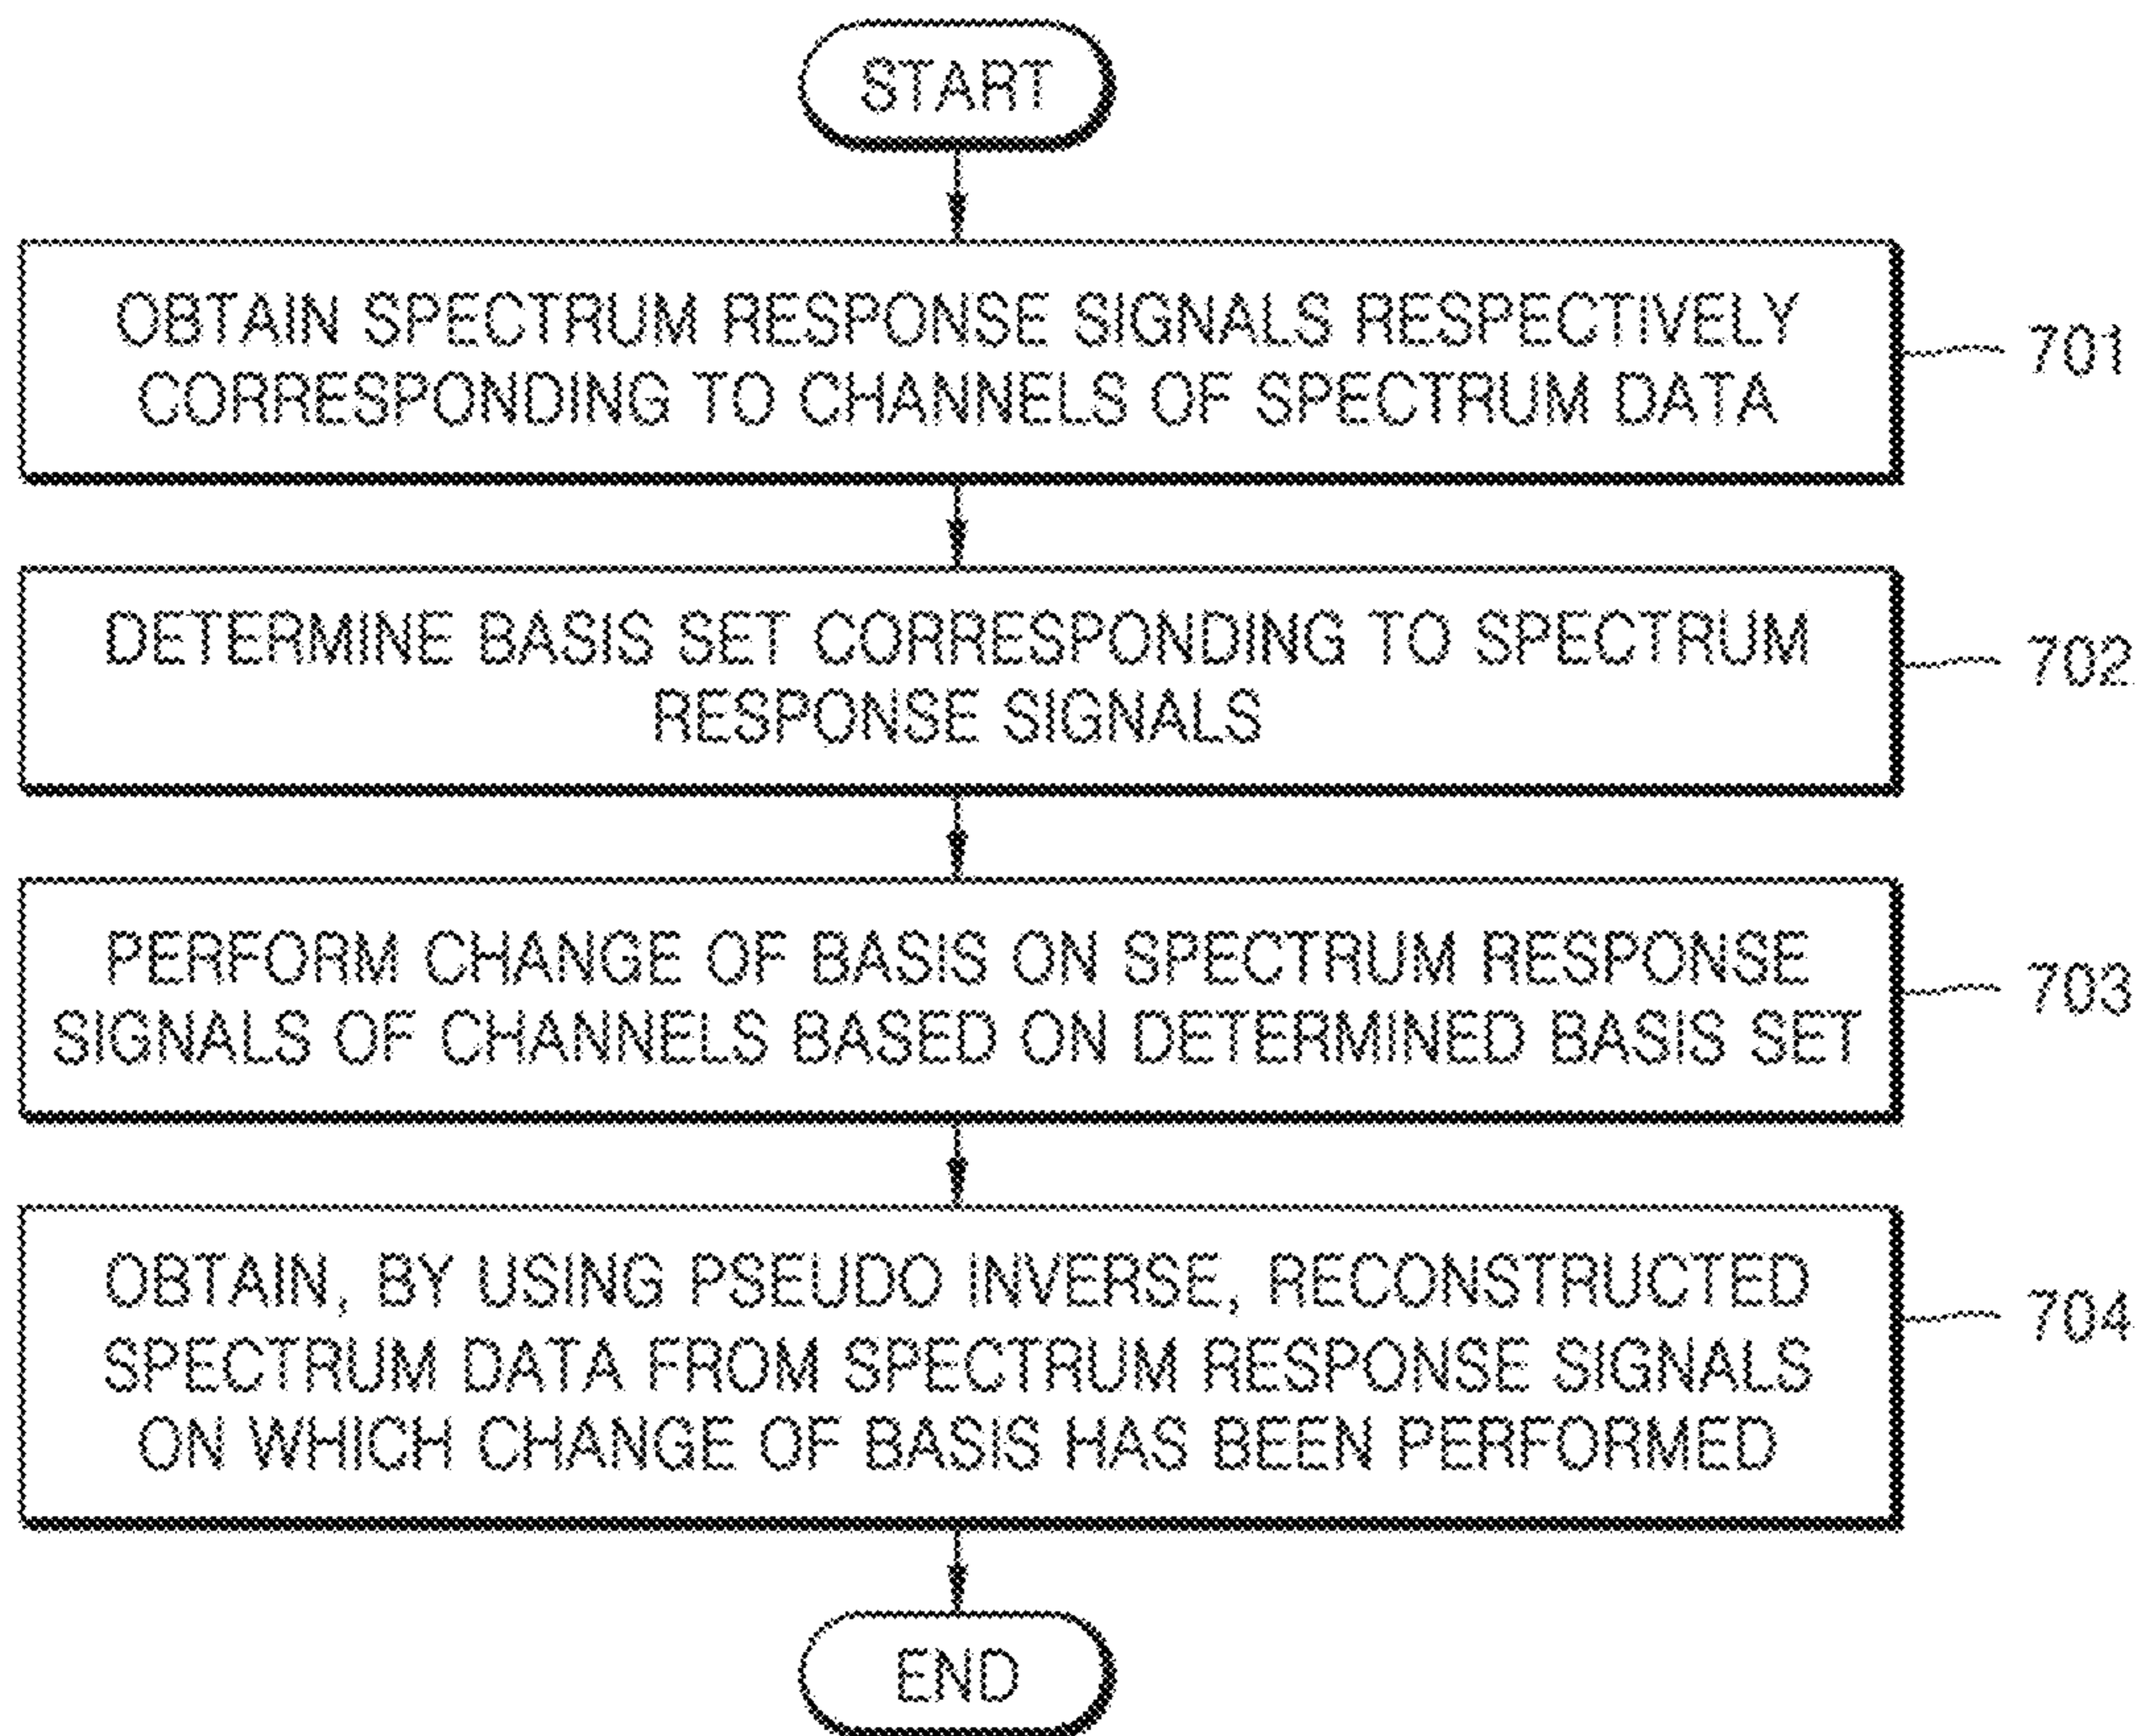 START
OBTAIN SPECTRUM RESPONSE SIGNALS RESPECTIVELY
CORRESPONDING TO CHANNELS OF SPECTRUM DATA
701
DETERMINE BASIS SET CORRESPONDING TO SPECTRUM
RESPONSE SIGNALS
702
PERFORM CHANGE OF BASIS ON SPECTRUM RESPONSE
SIGNALS OF CHANNELS BASED ON DETERMINED BASIS SET
703
OBTAIN, BY USING PSEUDO INVERSE, RECONSTRUCTED
SPECTRUM DATA FROM SPECTRUM RESPONSE SIGNALS
ON WHICH CHANGE OF BASIS HAS BEEN PERFORMED
704
END